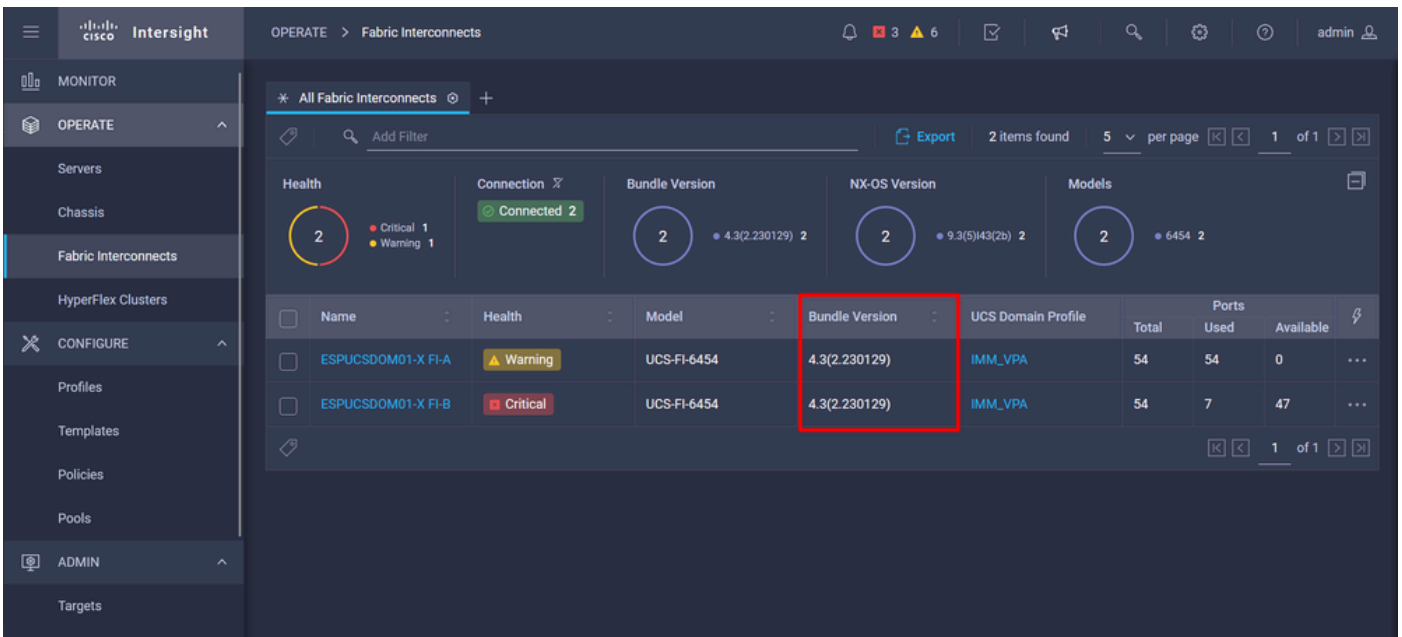 cisco Intersight
OPERATE > Fabric Interconnects
3 6
admin
MONITOR
OPERATE
Servers
Chassis
Fabric Interconnects
HyperFlex Clusters
CONFIGURE
Profiles
Templates
Policies
Pools
ADMIN
Targets
All Fabric Interconnects
Add Filter
Export 2 items found 5 per page 1 of 1
Health
2
Critical 1
Warning 1
Connection
Connected 2
Bundle Version
2
4.3(2.230129) 2
NX-OS Version
2
9.3(5)I43(2b) 2
Models
2
6454 2
Name Health Model Bundle Version UCS Domain Profile Ports
Total Used Available
ESPUCSDOM01-X FI-A Warning UCS-FI-6454 4.3(2.230129) IMM_VPA 54 54 0
ESPUCSDOM01-X FI-B Critical UCS-FI-6454 4.3(2.230129) IMM_VPA 54 7 47
1 of 1